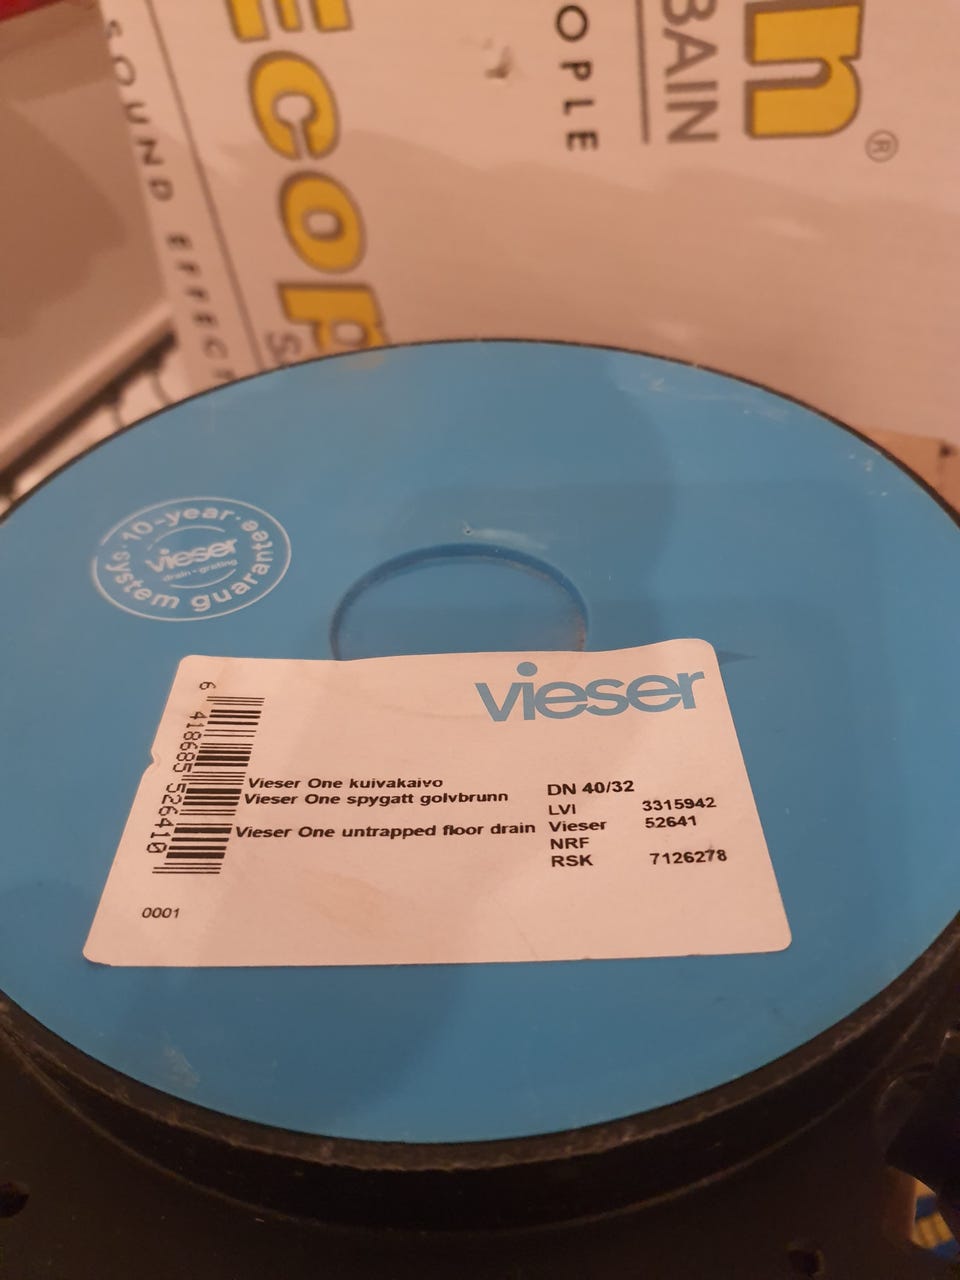 SOUND EFFECT
Ecop
OPLE
BAIN
n
®
10-year
system guarantee
vieser
drain - grating
vieser
6 418685 526410
Vieser One kuivakaivo
Vieser One spygatt golvbrunn
Vieser One untrapped floor drain
DN 40/32
LVI 3315942
Vieser 52641
NRF
RSK 7126278
0001